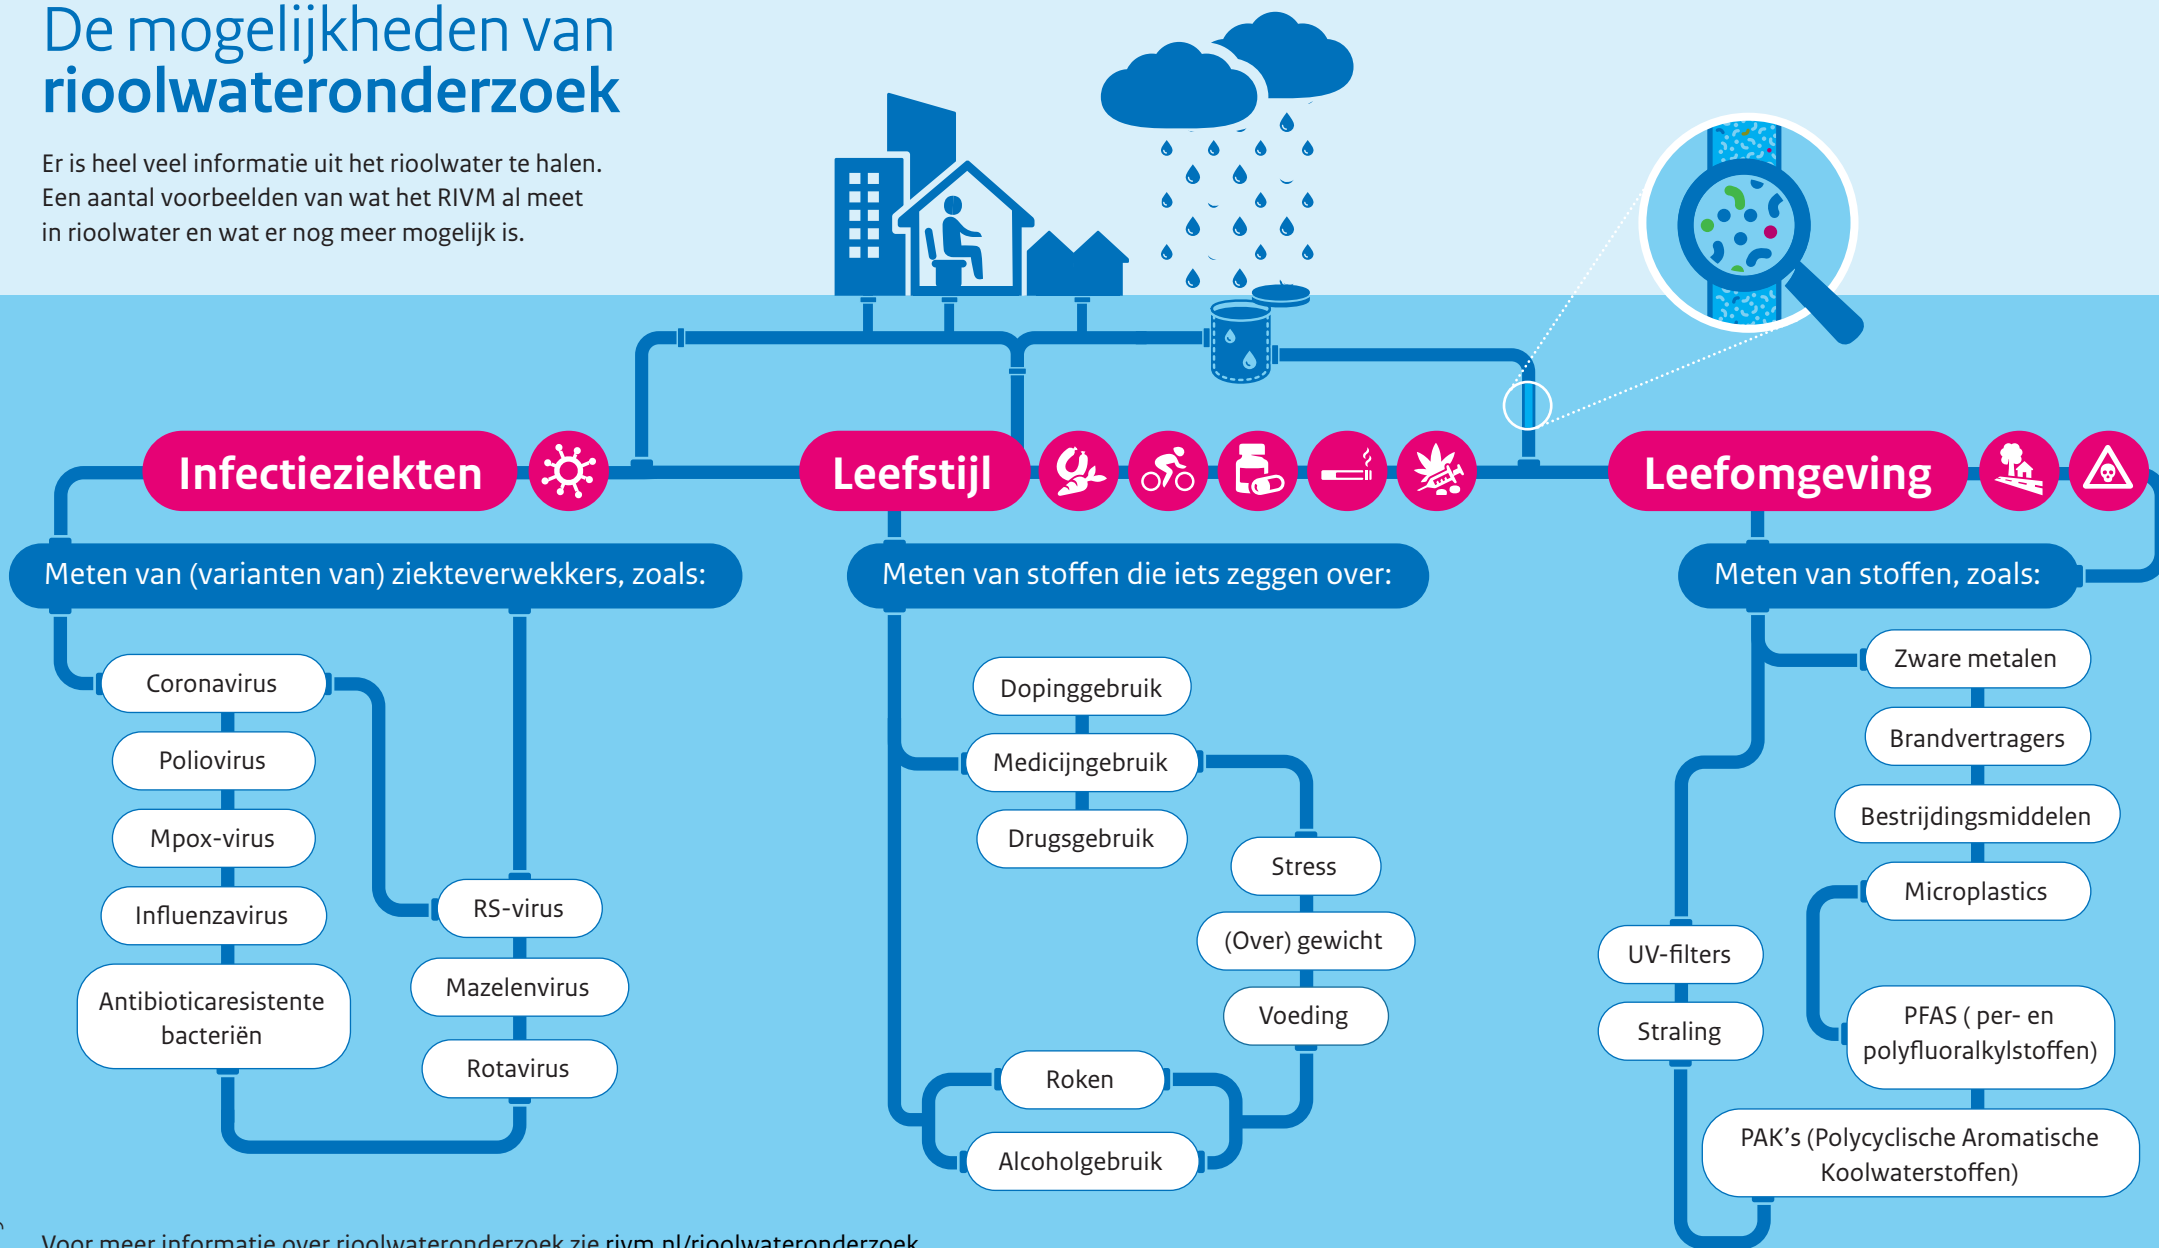 De mogelijkheden van
rioolwateronderzoek
Er is heel veel informatie uit het rioolwater te halen.
Een aantal voorbeelden van wat het RIVM al meet
in rioolwater en wat er nog meer mogelijk is.
Infectieziekten
Meten van (varianten van) ziekteverwekkers, zoals:
Coronavirus
Poliovirus
Mpox-virus
Influenzavirus
Antibioticaresistente
bacteriën
RS-virus
Mazelenvirus
Rotavirus
Leefstijl
Meten van stoffen die iets zeggen over:
Dopinggebruik
Medicijngebruik
Drugsgebruik
Stress
(Over) gewicht
Voeding
Roken
Alcoholgebruik
Leefomgeving
Meten van stoffen, zoals:
Zware metalen
Brandvertragers
Bestrijdingsmiddelen
Microplastics
UV-filters
Straling
PFAS ( per- en
polyfluoralkylstoffen)
PAK’s (Polycyclische Aromatische
Koolwaterstoffen)
Voor meer informatie over rioolwateronderzoek zie rivm.nl/rioolwateronderzoek